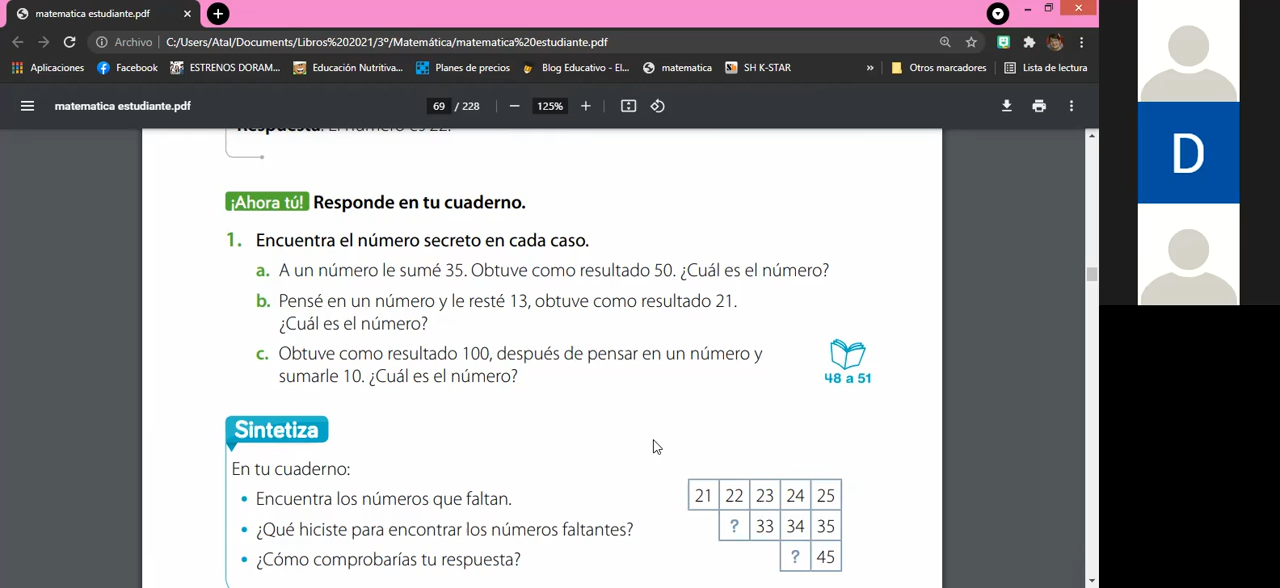 matematica estudiante.pdf
Archivo
C:/Users/Atal/Documents/Libros%202021/3º/Matemática/matematica%20estudiante.pdf
Aplicaciones
Facebook
ESTRENOS DORAM...
Educación Nutritiva...
Planes de precios
Blog Educativo - El...
matematica
SH K-STAR
»
Otros marcadores
Lista de lectura
matematica estudiante.pdf
69 / 228
125%
Respuesta: El número es 22.
¡Ahora tú! Responde en tu cuaderno.
1. Encuentra el número secreto en cada caso.
a. A un número le sumé 35. Obtuve como resultado 50. ¿Cuál es el número?
b. Pensé en un número y le resté 13, obtuve como resultado 21.
¿Cuál es el número?
c. Obtuve como resultado 100, después de pensar en un número y
sumarle 10. ¿Cuál es el número?
48 a 51
Sintetiza
En tu cuaderno:
• Encuentra los números que faltan.
• ¿Qué hiciste para encontrar los números faltantes?
• ¿Cómo comprobarías tu respuesta?
21 22 23 24 25
? 33 34 35
? 45
D